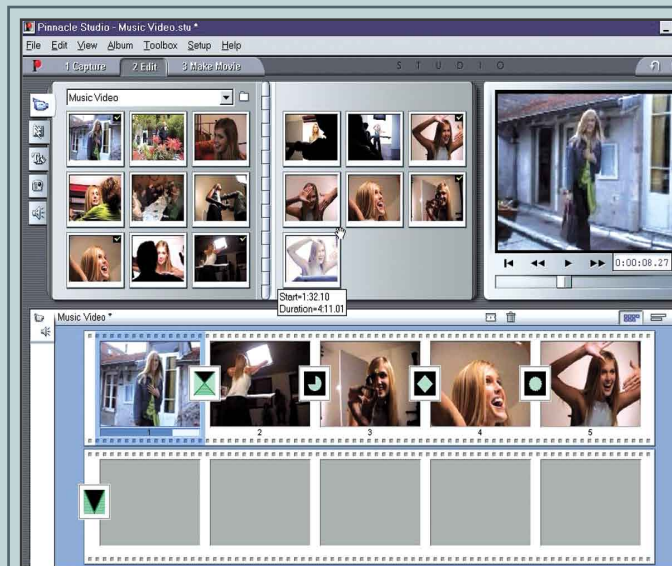 Pinnacle Studio - Music Video.stu *
File Edit View Album Toolbox Setup Help
1 Capture 2 Edit 3 Make Movie STUDIO
Music Video
0:00:08.27
Start=1:32.10
Duration=4:11.01
Music Video *
1 2 3 4 5